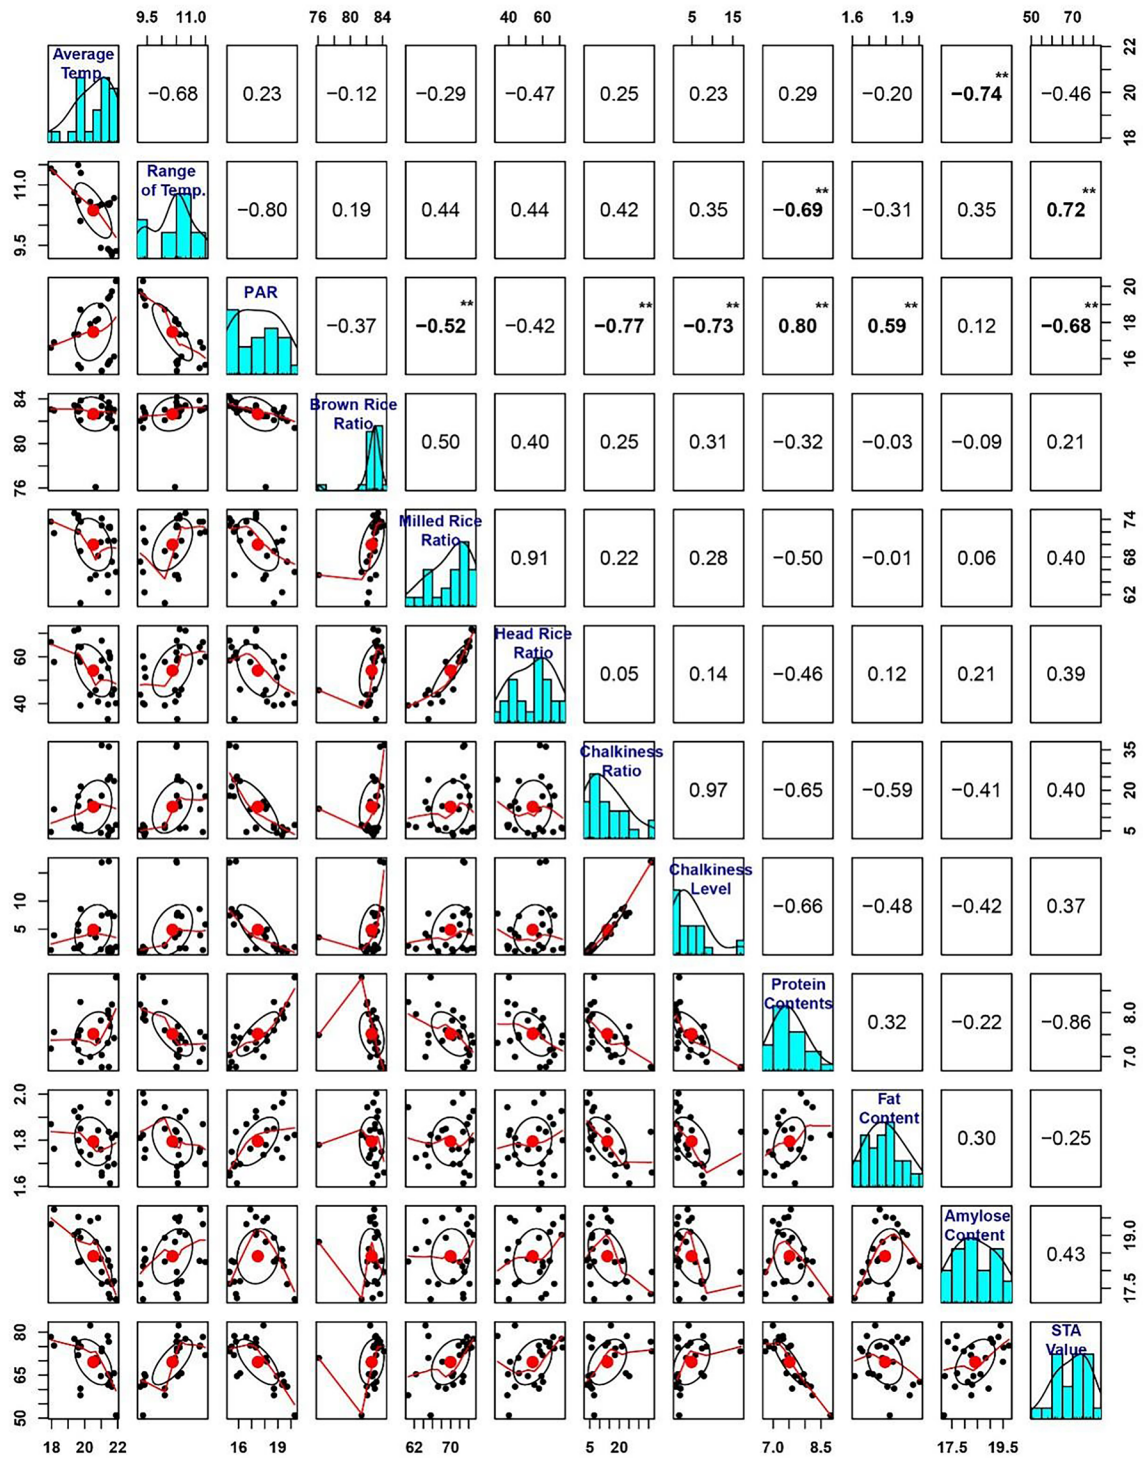 9.5 11.0 76 80 84 40 60 5 15 1.6 1.9 50 70
Average
Temp.
−0.68 0.23 −0.12 −0.29 −0.47 0.25 0.23 0.29 −0.20 −0.74 ** −0.46
18 20 22
Range
of Temp.
9.5 11.0
−0.80 0.19 0.44 0.44 0.42 0.35 −0.69 ** −0.31 0.35 0.72 **
PAR
−0.37 −0.52 ** −0.42 −0.77 ** −0.73 ** 0.80 ** 0.59 ** 0.12 −0.68 **
16 18 20
Brown Rice
Ratio
76 80 84
0.50 0.40 0.25 0.31 −0.32 −0.03 −0.09 0.21
Milled Rice
Ratio
0.91 0.22 0.28 −0.50 −0.01 0.06 0.40
62 68 74
Head Rice
Ratio
40 60
0.05 0.14 −0.46 0.12 0.21 0.39
Chalkiness
Ratio
0.97 −0.65 −0.59 −0.41 0.40
5 20 35
Chalkiness
Level
5 10
−0.66 −0.48 −0.42 0.37
Protein
Contents
0.32 −0.22 −0.86
7.0 8.0
Fat
Content
1.6 1.8 2.0
0.30 −0.25
Amylose
Content
0.43
17.5 19.0
STA
Value
50 65 80
18 20 22 16 19 62 70 5 20 7.0 8.5 17.5 19.5